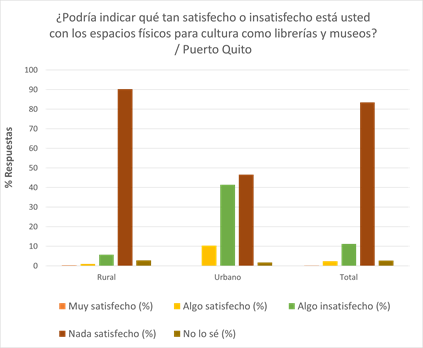 ¿Podría indicar qué tan satisfecho o insatisfecho está usted
con los espacios físicos para cultura como librerías y museos?
/ Puerto Quito
% Respuestas
100
90
80
70
60
50
40
30
20
10
0
Rural
Urbano
Total
Muy satisfecho (%)
Algo satisfecho (%)
Algo insatisfecho (%)
Nada satisfecho (%)
No lo sé (%)